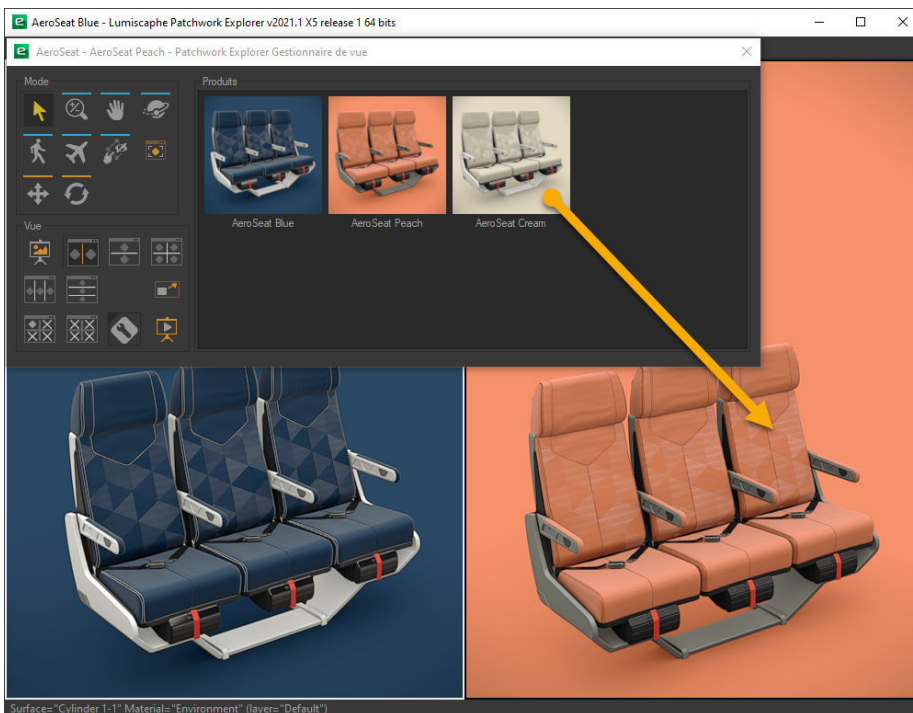 AeroSeat Blue - Lumiscaphe Patchwork Explorer v2021.1 X5 release 1 64 bits
AeroSeat - AeroSeat Peach - Patchwork Explorer Gestionnaire de vue
Mode
Produits
AeroSeat Blue
AeroSeat Peach
AeroSeat Cream
Vue
Surface="Cylinder 1-1" Material="Environment" (layer="Default")